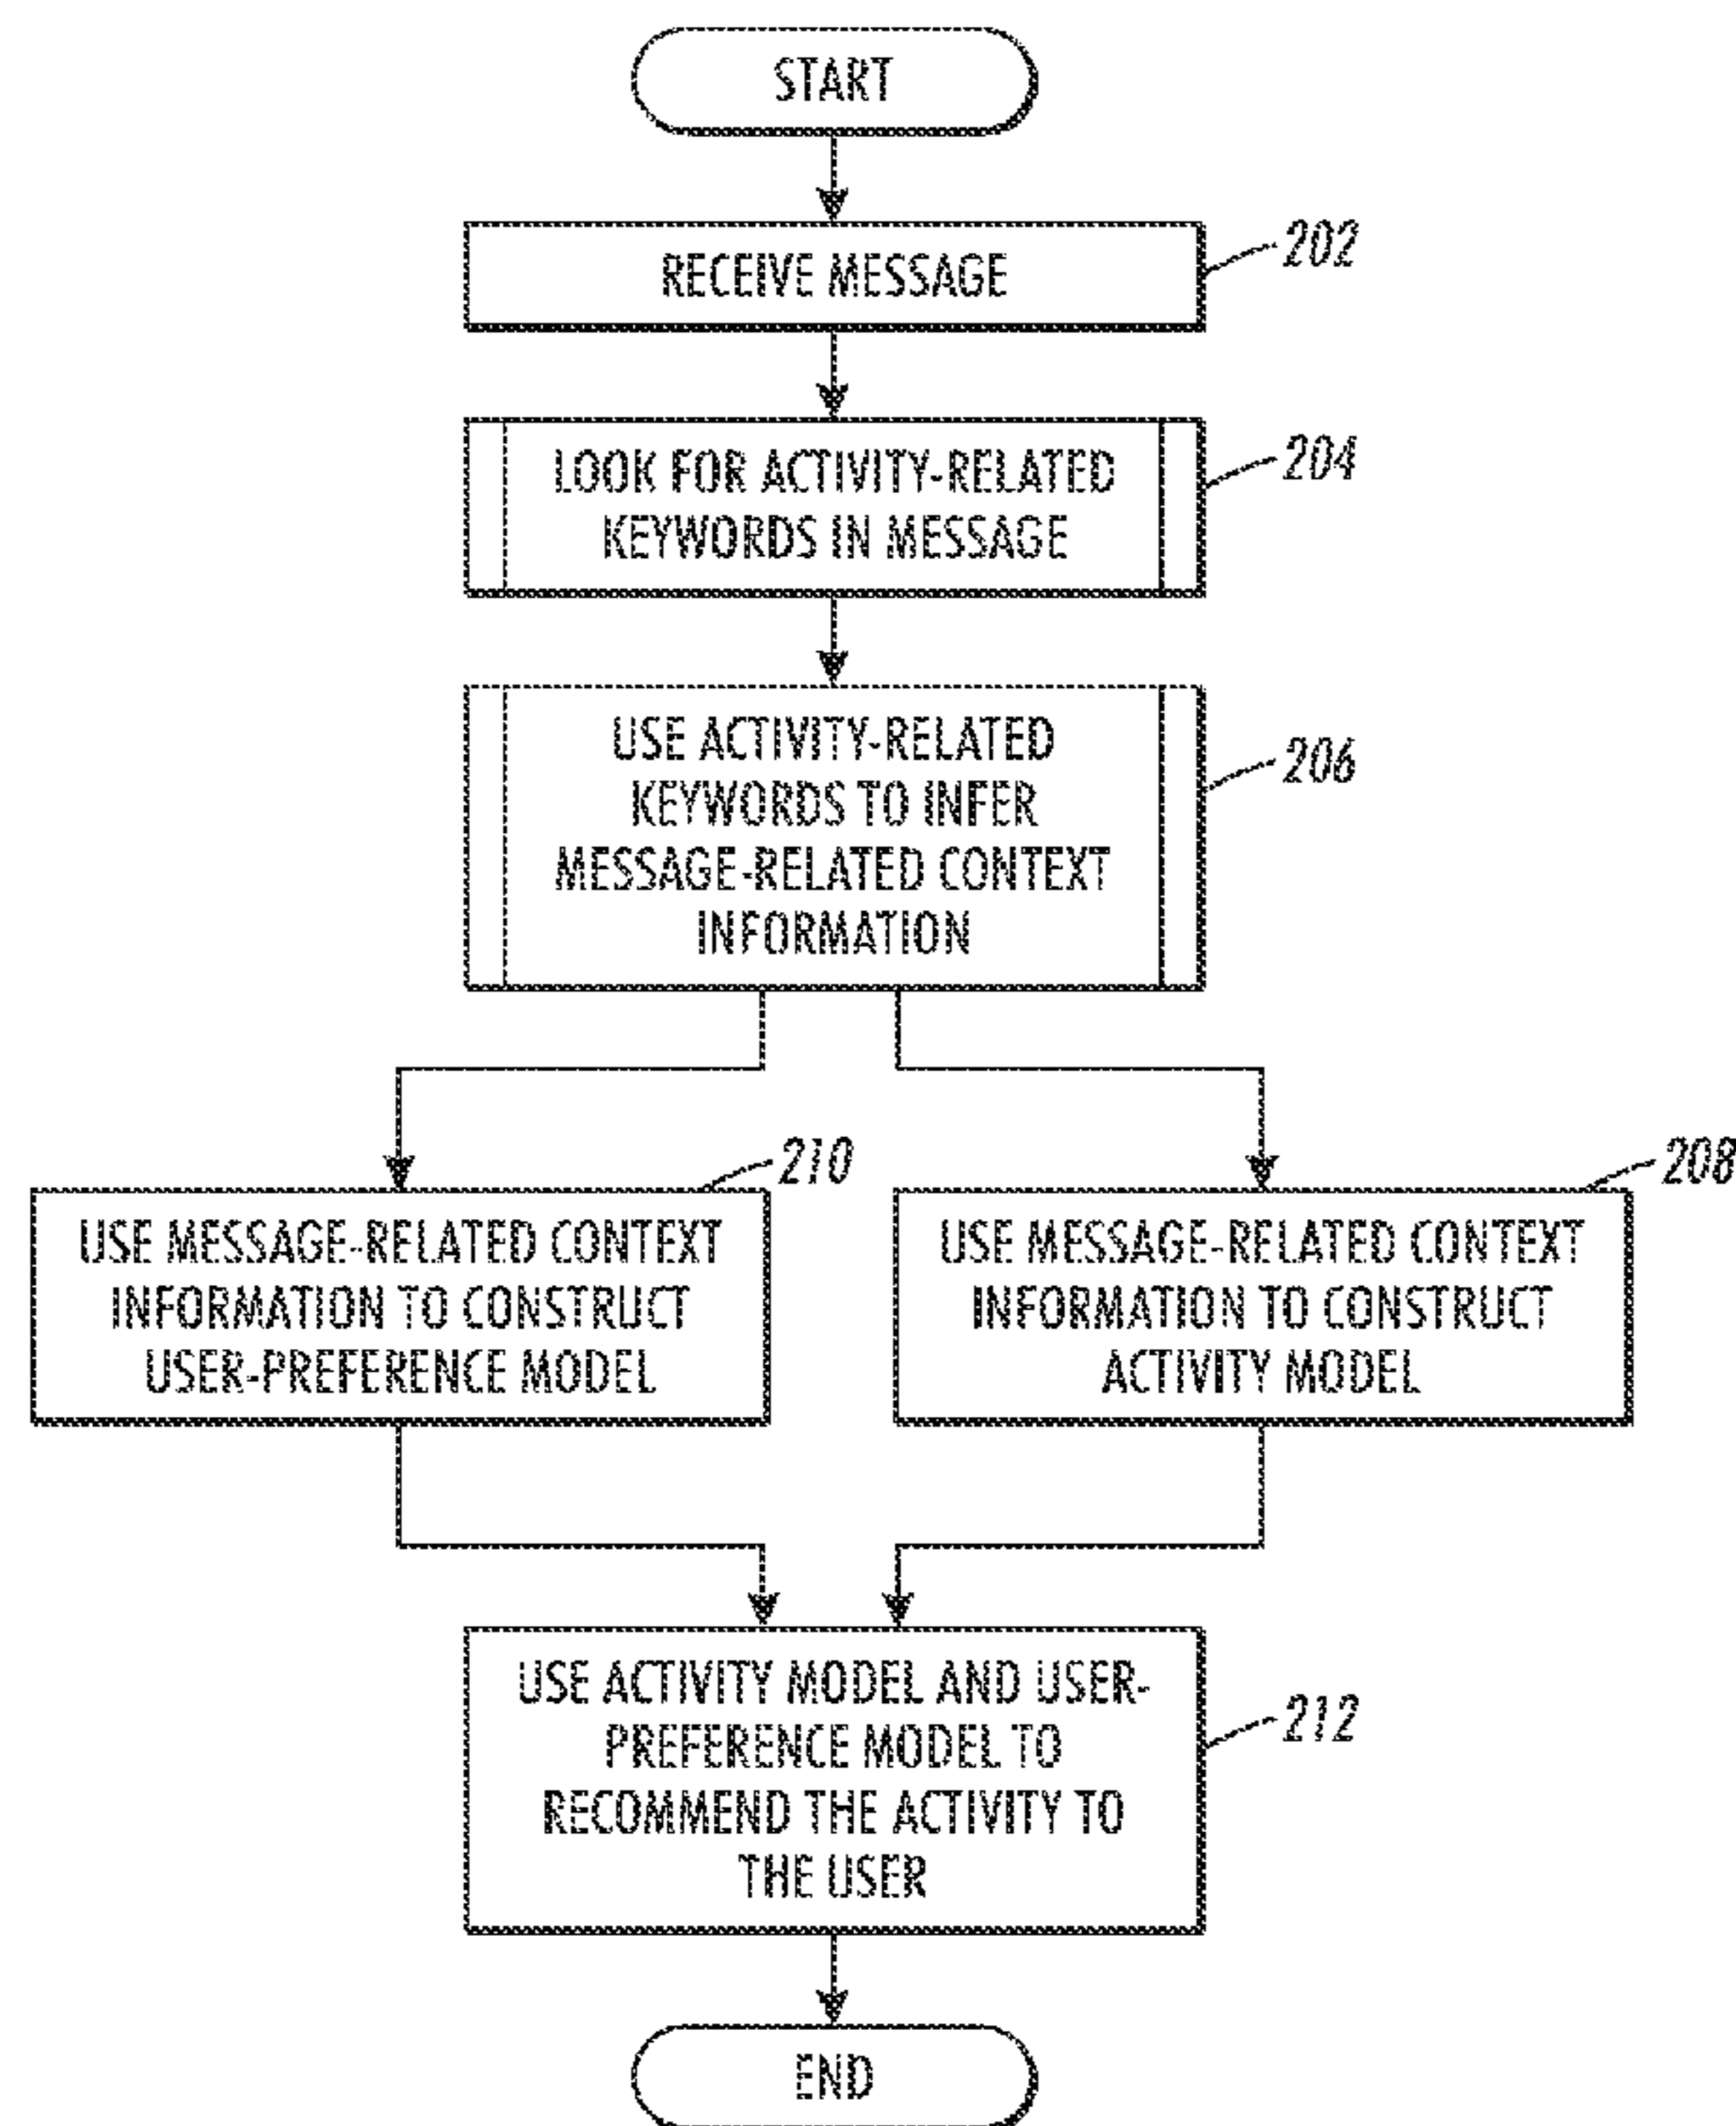 START
RECEIVE MESSAGE
202
LOOK FOR ACTIVITY-RELATED
KEYWORDS IN MESSAGE
204
USE ACTIVITY-RELATED
KEYWORDS TO INFER
MESSAGE-RELATED CONTEXT
INFORMATION
206
210
USE MESSAGE-RELATED CONTEXT
INFORMATION TO CONSTRUCT
USER-PREFERENCE MODEL
208
USE MESSAGE-RELATED CONTEXT
INFORMATION TO CONSTRUCT
ACTIVITY MODEL
USE ACTIVITY MODEL AND USER-
PREFERENCE MODEL TO
RECOMMEND THE ACTIVITY TO
THE USER
212
END